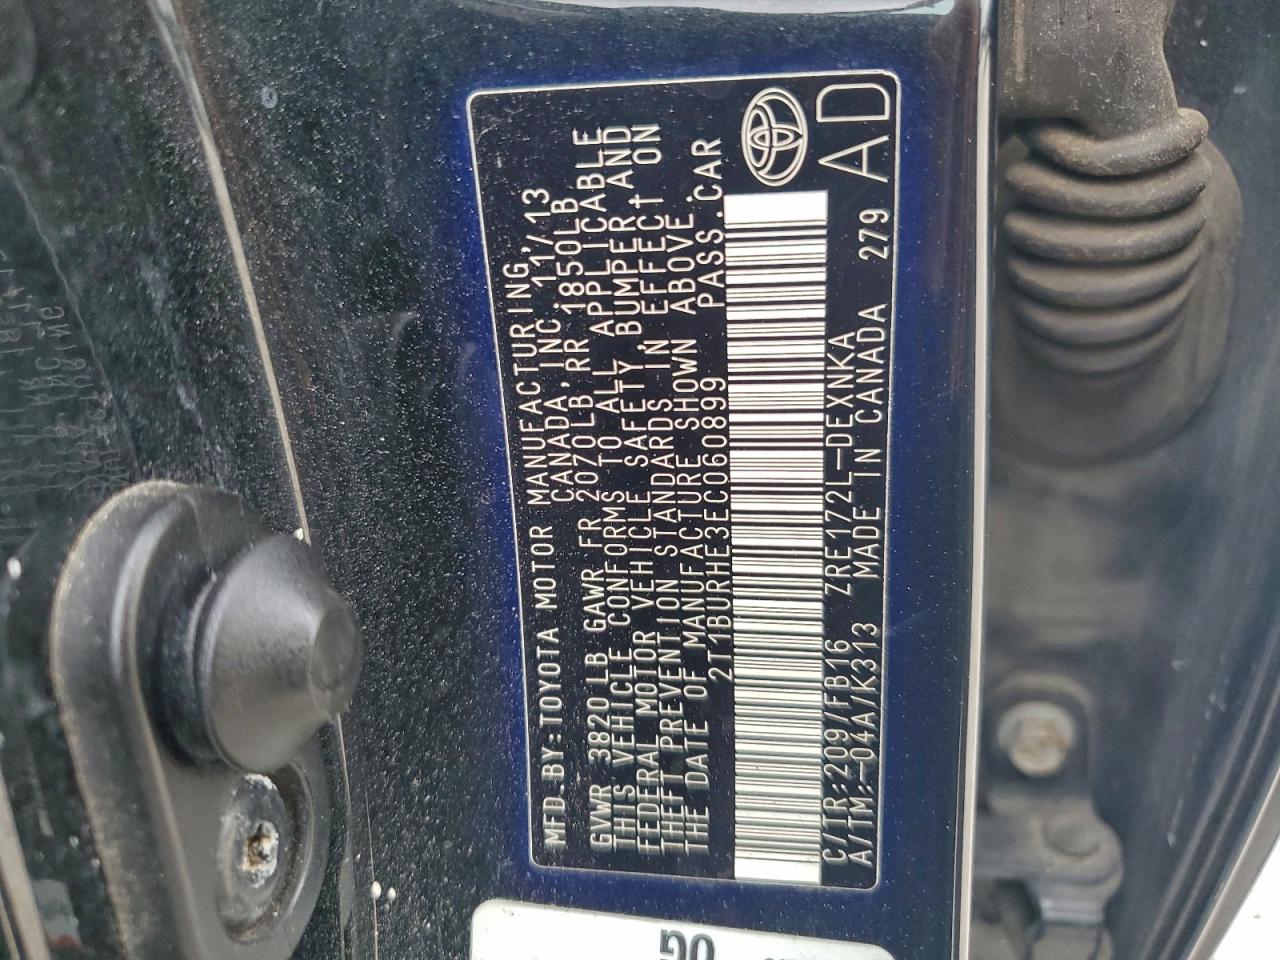 MFD.BY:TOYOTA MOTOR MANUFACTURING,
CANADA, INC. 11/13
GVWR 3820LB GAWR FR 2070LB RR 1850LB
THIS VEHICLE CONFORMS TO ALL APPLICABLE
FEDERAL MOTOR VEHICLE SAFETY, BUMPER, AND
THEFT PREVENTION STANDARDS IN EFFECT ON
THE DATE OF MANUFACTURE SHOWN ABOVE.
2T1BURHE3EC060899 PASS.CAR
C/TR:209/FB16 ZRE172L-DEXNKA
A/TM:-04A/K313 MADE IN CANADA 279
AD